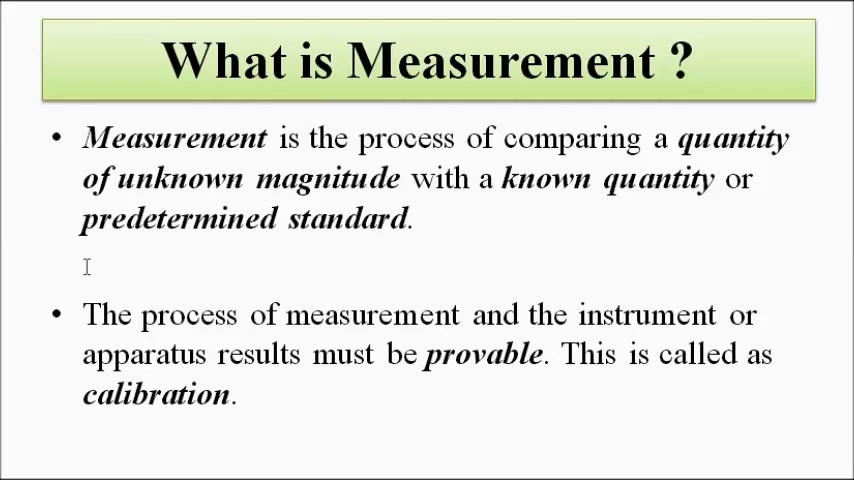 What is Measurement ?
• Measurement is the process of comparing a quantity
of unknown magnitude with a known quantity or
predetermined standard.
• The process of measurement and the instrument or
apparatus results must be provable. This is called as
calibration.